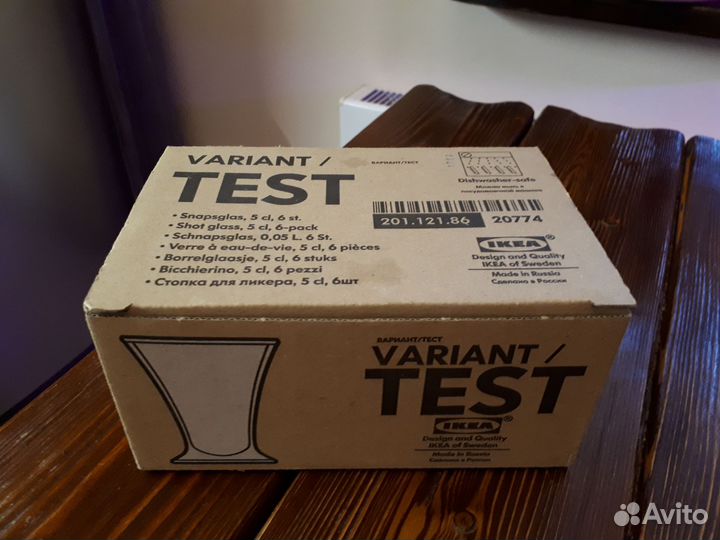 VARIANT /
ВАРИАНТ/ТЕСТ
TEST
• Snapsglas, 5 cl, 6 st.
• Shot glass, 5 cl, 6-pack
• Schnapsglas, 0,05 L. 6 St.
• Verre à eau-de-vie, 5 cl, 6 pièces
• Borrelglaasje, 5 cl, 6 stuks
• Bicchierino, 5 cl, 6 pezzi
• Стопка для ликера, 5 cl, 6шт
Dishwasher-safe
Можно мыть в
посудомоечной машине
201.121.86 20774
IKEA®
Design and Quality
IKEA of Sweden
Made in Russia
Сделано в России
ВАРИАНТ/ТЕСТ
VARIANT /
TEST
IKEA®
Design and Quality
IKEA of Sweden
Made in Russia
Сделано в России
Avito